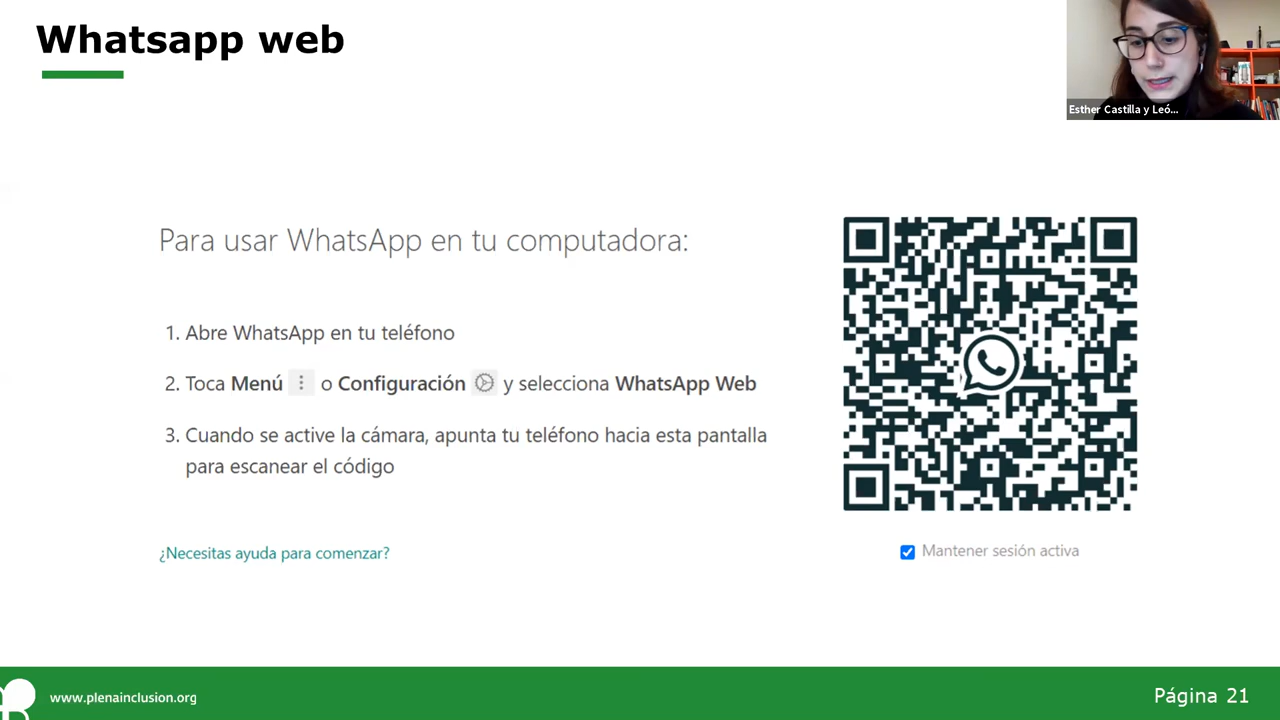 Whatsapp web
Esther Castilla y Leó...
Para usar WhatsApp en tu computadora:
1. Abre WhatsApp en tu teléfono
2. Toca Menú o Configuración y selecciona WhatsApp Web
3. Cuando se active la cámara, apunta tu teléfono hacia esta pantalla
para escanear el código
¿Necesitas ayuda para comenzar?
Mantener sesión activa
www.plenainclusion.org
Página 21